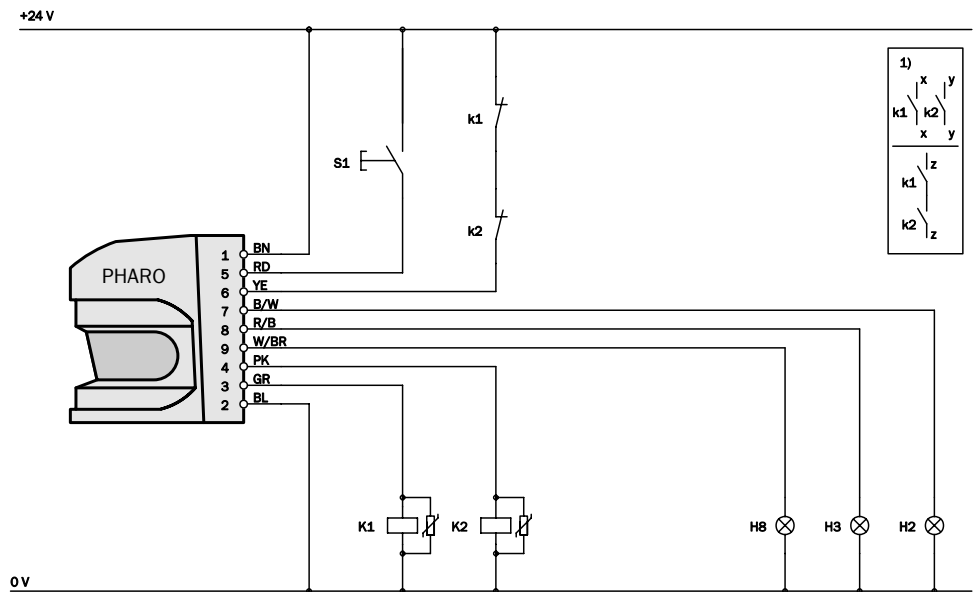 +24 V
1)
x y
k1 k2
x y
z
k1
k2
z
k1
S1
k2
PHARO
1 BN
5 RD
6 YE
7 B/W
8 R/B
9 W/BR
4 PK
3 GR
2 BL
K1 K2 H8 H3 H2
0 V